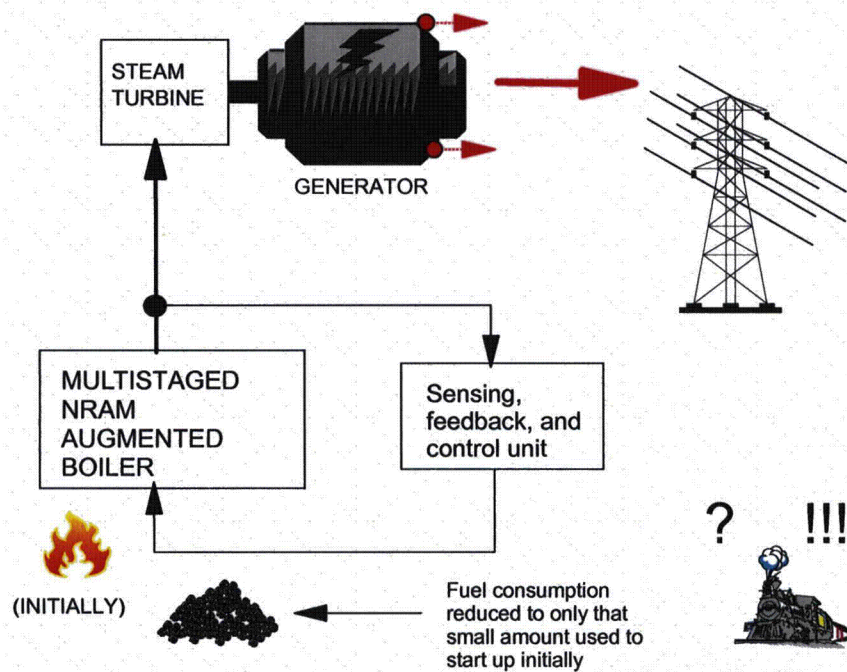 STEAM
TURBINE
GENERATOR
MULTISTAGED
NRAM
AUGMENTED
BOILER
Sensing,
feedback, and
control unit
? !!!
(INITIALLY)
Fuel consumption
reduced to only that
small amount used to
start up initially